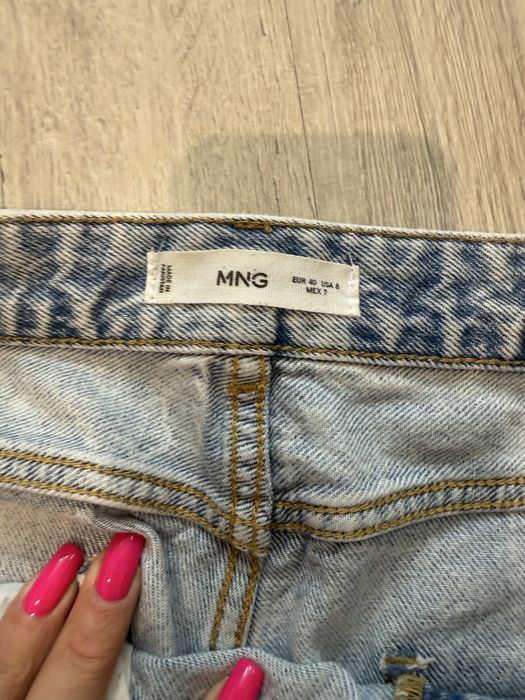 MADE IN
PAKISTAN
MNG
EUR 40 USA 8
MEX 7